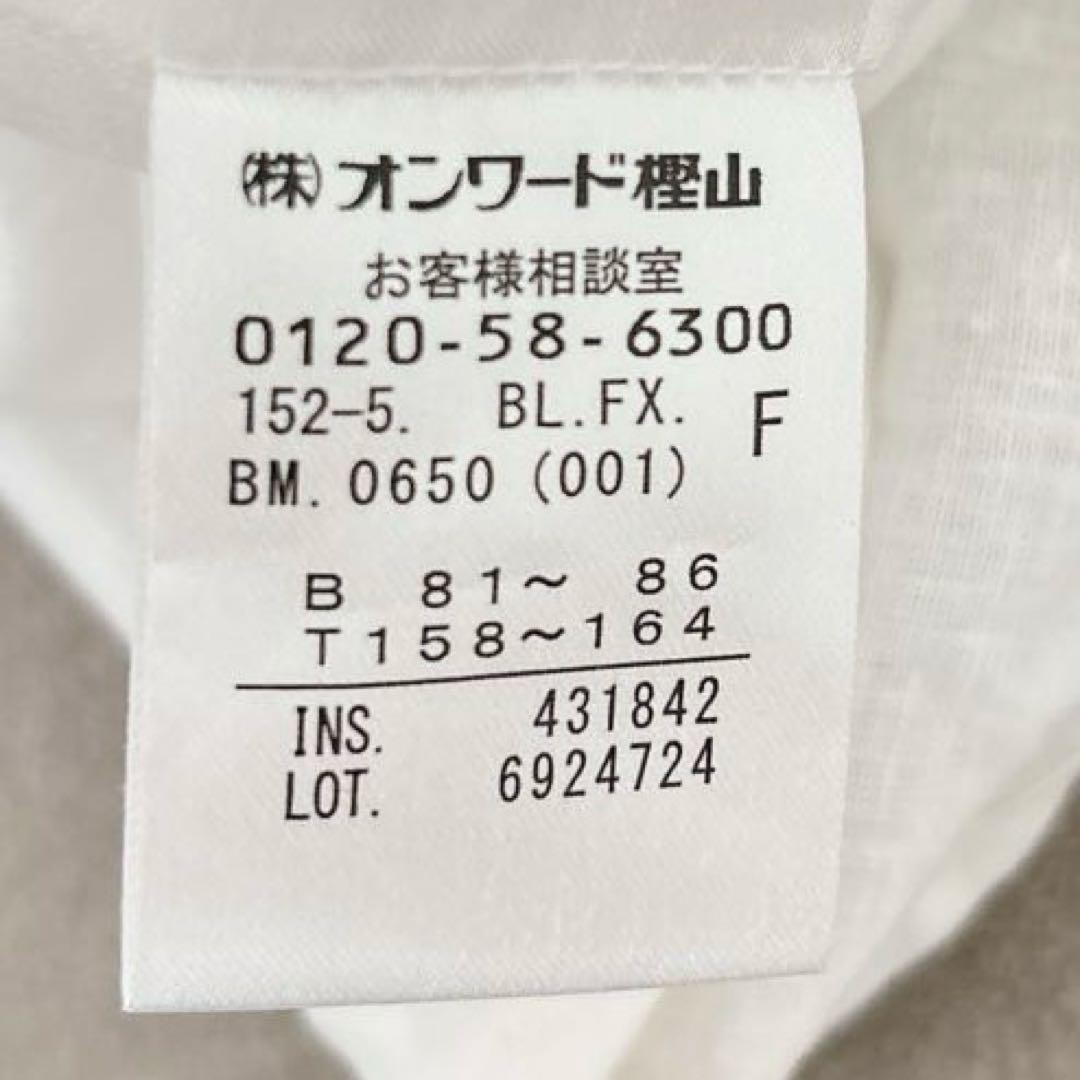 ㈱オンワード樫山
お客様相談室
0120-58-6300
152-5. BL.FX. F
BM.0650(001)
B 81～ 86
T158～164
INS. 431842
LOT. 6924724